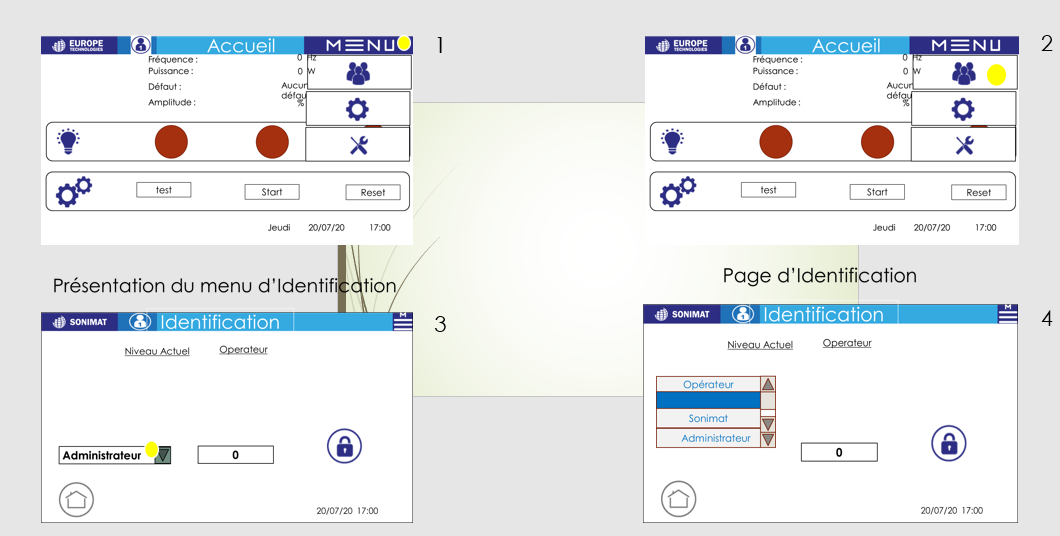 EUROPE
TECHNOLOGIES
Accueil
MENU
1
Fréquence :
0
Hz
Puissance :
0
W
Défaut :
Aucun
défau
Amplitude :
%
test
Start
Reset
Jeudi
20/07/20
17:00
EUROPE
TECHNOLOGIES
Accueil
MENU
2
Fréquence :
0
Hz
Puissance :
0
W
Défaut :
Aucun
défau
Amplitude :
%
test
Start
Reset
Jeudi
20/07/20
17:00
Présentation du menu d'Identification
Page d'Identification
SONIMAT
Identification
M
3
Niveau Actuel
Operateur
Administrateur
0
20/07/20 17:00
SONIMAT
Identification
M
4
Niveau Actuel
Operateur
Opérateur
Sonimat
Administrateur
0
20/07/20 17:00